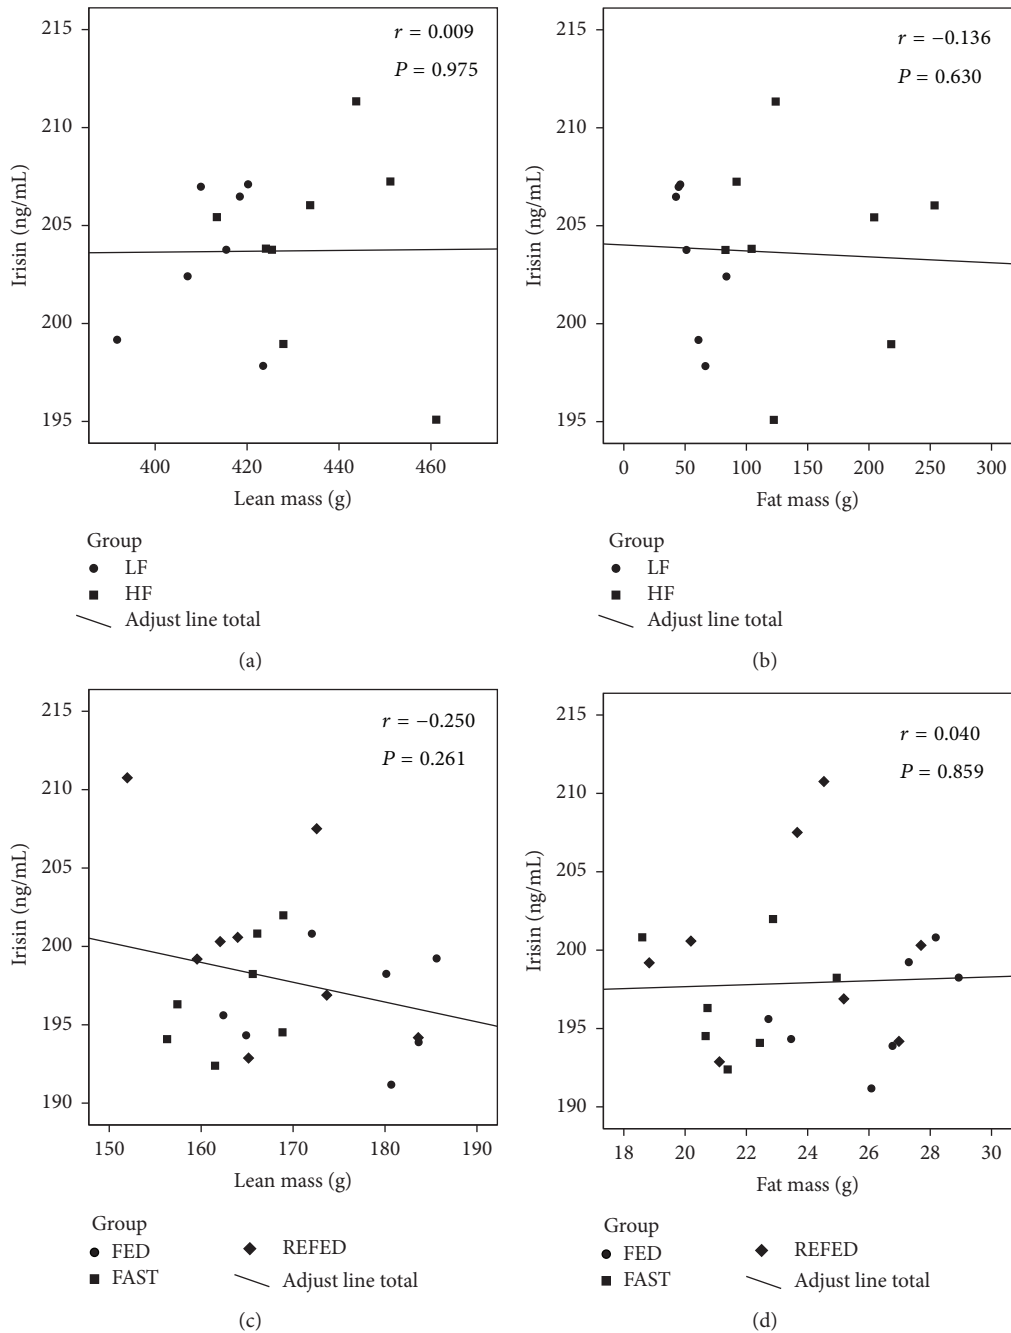 r = 0.009
P = 0.975
215
210
205
200
195
Irisin (ng/mL)
400 420 440 460
Lean mass (g)
Group
LF
HF
Adjust line total
(a)
r = −0.136
P = 0.630
215
210
205
200
195
Irisin (ng/mL)
0 50 100 150 200 250 300
Fat mass (g)
Group
LF
HF
Adjust line total
(b)
r = −0.250
P = 0.261
215
210
205
200
195
190
Irisin (ng/mL)
150 160 170 180 190
Lean mass (g)
Group
FED
FAST
REFED
Adjust line total
(c)
r = 0.040
P = 0.859
215
210
205
200
195
190
Irisin (ng/mL)
18 20 22 24 26 28 30
Fat mass (g)
Group
FED
FAST
REFED
Adjust line total
(d)